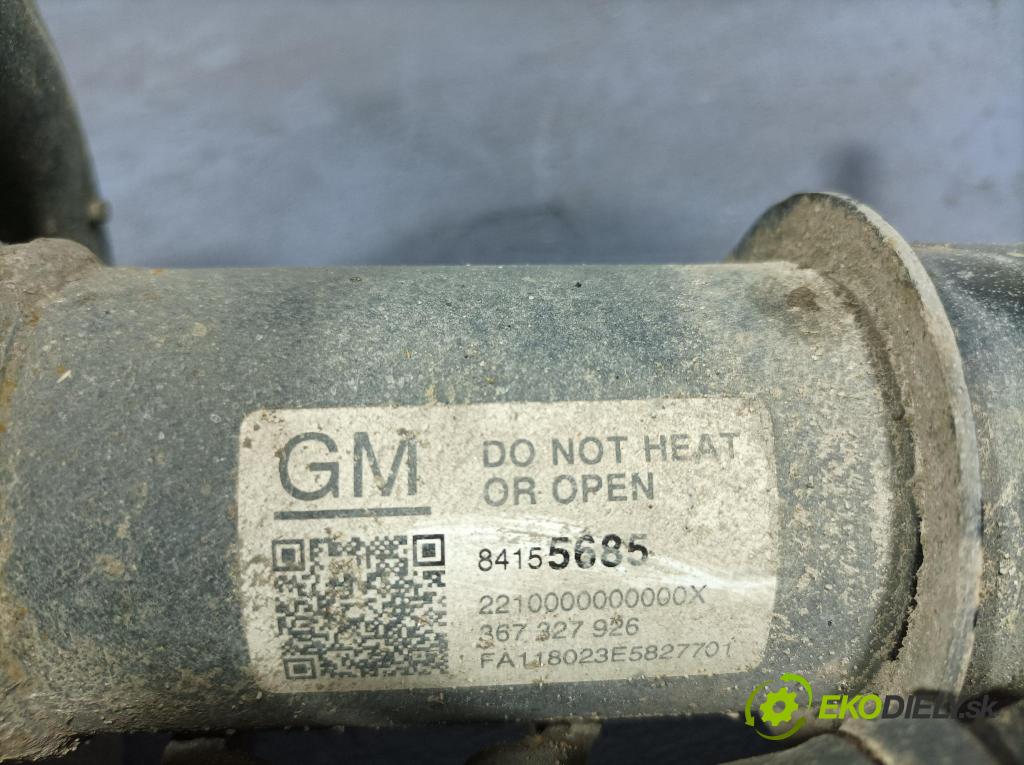 GM
DO NOT HEAT
OR OPEN
84155685
2210000000000X
367 327 926
FA118023E5827701
EKODIELY.sk